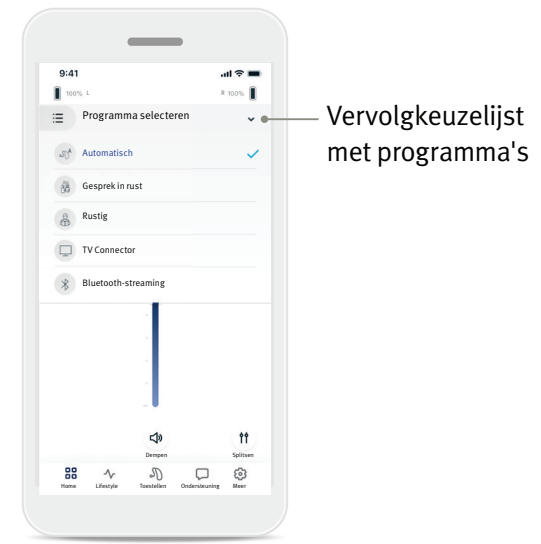 9:41
100% L
R 100%
Programma selecteren
Automatisch
Gesprek in rust
Rustig
TV Connector
Bluetooth-streaming
Dempen
Splitsen
Home
Lifestyle
Toestellen
Ondersteuning
Meer
Vervolgkeuzelijst
met programma's